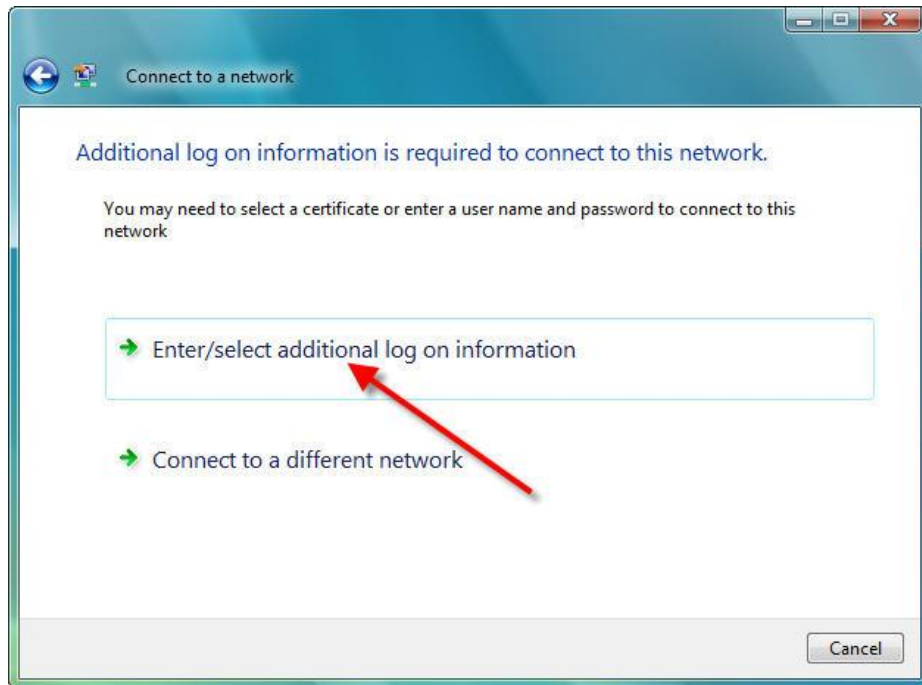 Connect to a network
Additional log on information is required to connect to this network.
You may need to select a certificate or enter a user name and password to connect to this
network
Enter/select additional log on information
Connect to a different network
Cancel